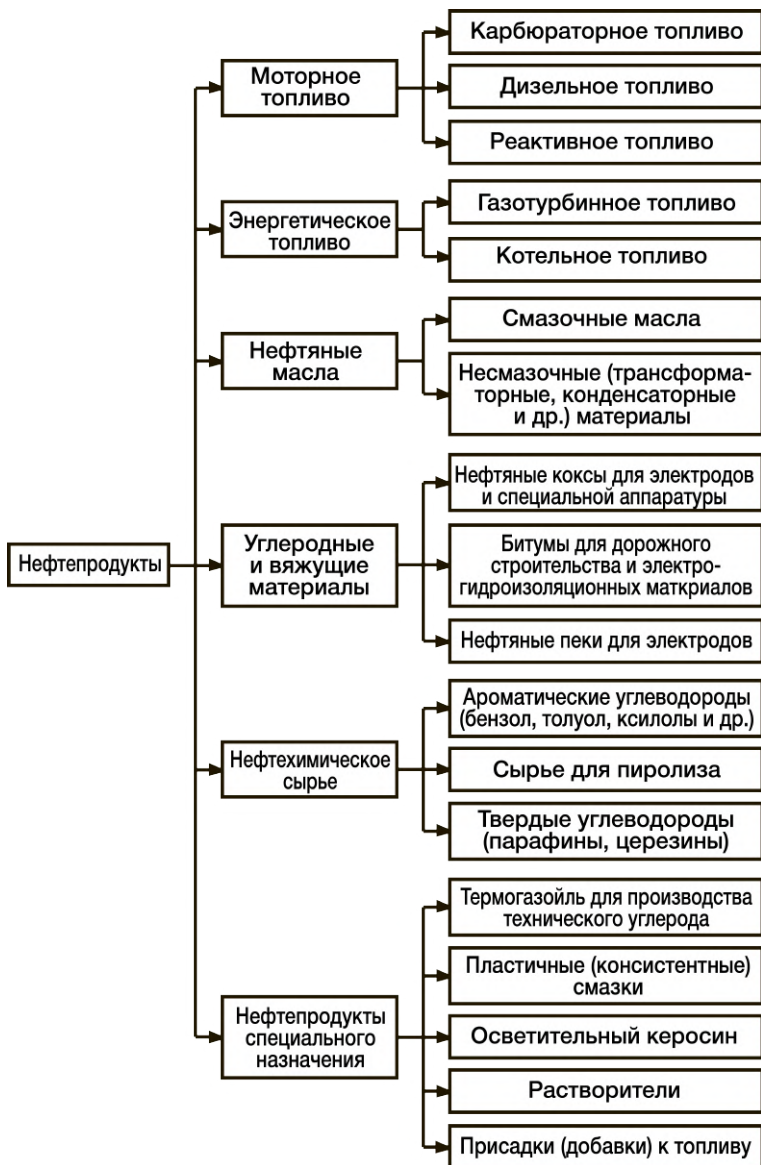 Нефтепродукты
Моторное
топливо
Карбюраторное топливо
Дизельное топливо
Реактивное топливо
Энергетическое
топливо
Газотурбинное топливо
Котельное топливо
Нефтяные
масла
Смазочные масла
Несмазочные (трансформа-
торные, конденсаторные
и др.) материалы
Углеродные
и вяжущие
материалы
Нефтяные коксы для электродов
и специальной аппаратуры
Битумы для дорожного
строительства и электро-
гидроизоляционных маткриалов
Нефтяные пеки для электродов
Нефтехимическое
сырье
Ароматические углеводороды
(бензол, толуол, ксилолы и др.)
Сырье для пиролиза
Твердые углеводороды
(парафины, церезины)
Нефтепродукты
специального
назначения
Термогазойль для производства
технического углерода
Пластичные (консистентные)
смазки
Осветительный керосин
Растворители
Присадки (добавки) к топливу